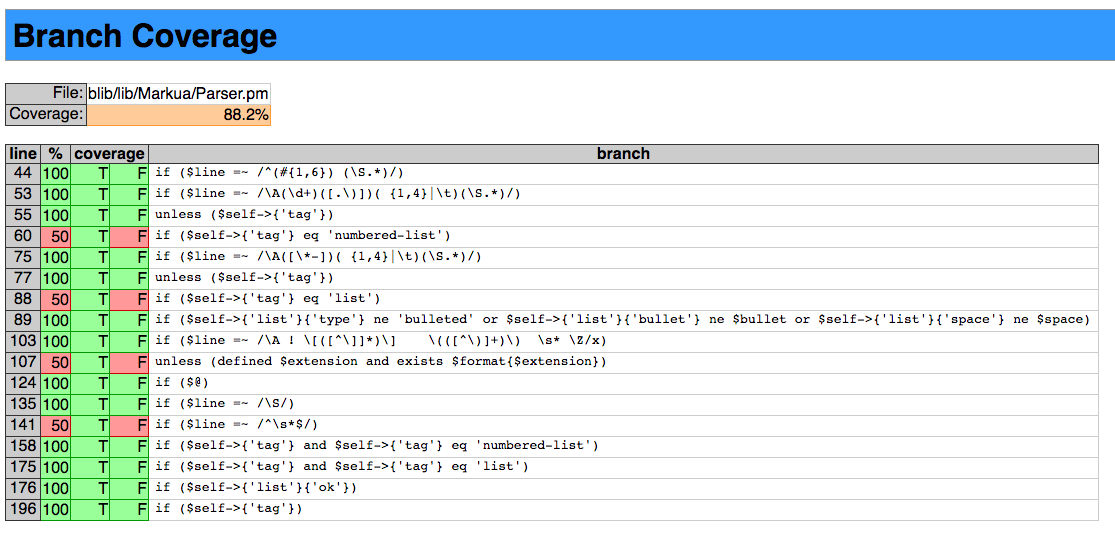 Branch Coverage
File: blib/lib/Markua/Parser.pm
Coverage: 88.2%
line % coverage branch
44 100 T F if ($line =~ /^(#{1,6}) (\S.*)/)
53 100 T F if ($line =~ /\A(\d+)([.\)])( {1,4}|\t)(\S.*)/)
55 100 T F unless ($self->{'tag'})
60 50 T F if ($self->{'tag'} eq 'numbered-list')
75 100 T F if ($line =~ /\A([\*-])( {1,4}|\t)(\S.*)/)
77 100 T F unless ($self->{'tag'})
88 50 T F if ($self->{'tag'} eq 'list')
89 100 T F if ($self->{'list'}{'type'} ne 'bulleted' or $self->{'list'}{'bullet'} ne $bullet or $self->{'list'}{'space'} ne $space)
103 100 T F if ($line =~ /\A ! \[([^\]]*)\]    \(([^\)]+)\)  \s* \Z/x)
107 50 T F unless (defined $extension and exists $format{$extension})
124 100 T F if ($@)
135 100 T F if ($line =~ /\S/)
141 50 T F if ($line =~ /^\s*$/)
158 100 T F if ($self->{'tag'} and $self->{'tag'} eq 'numbered-list')
175 100 T F if ($self->{'tag'} and $self->{'tag'} eq 'list')
176 100 T F if ($self->{'list'}{'ok'})
196 100 T F if ($self->{'tag'})